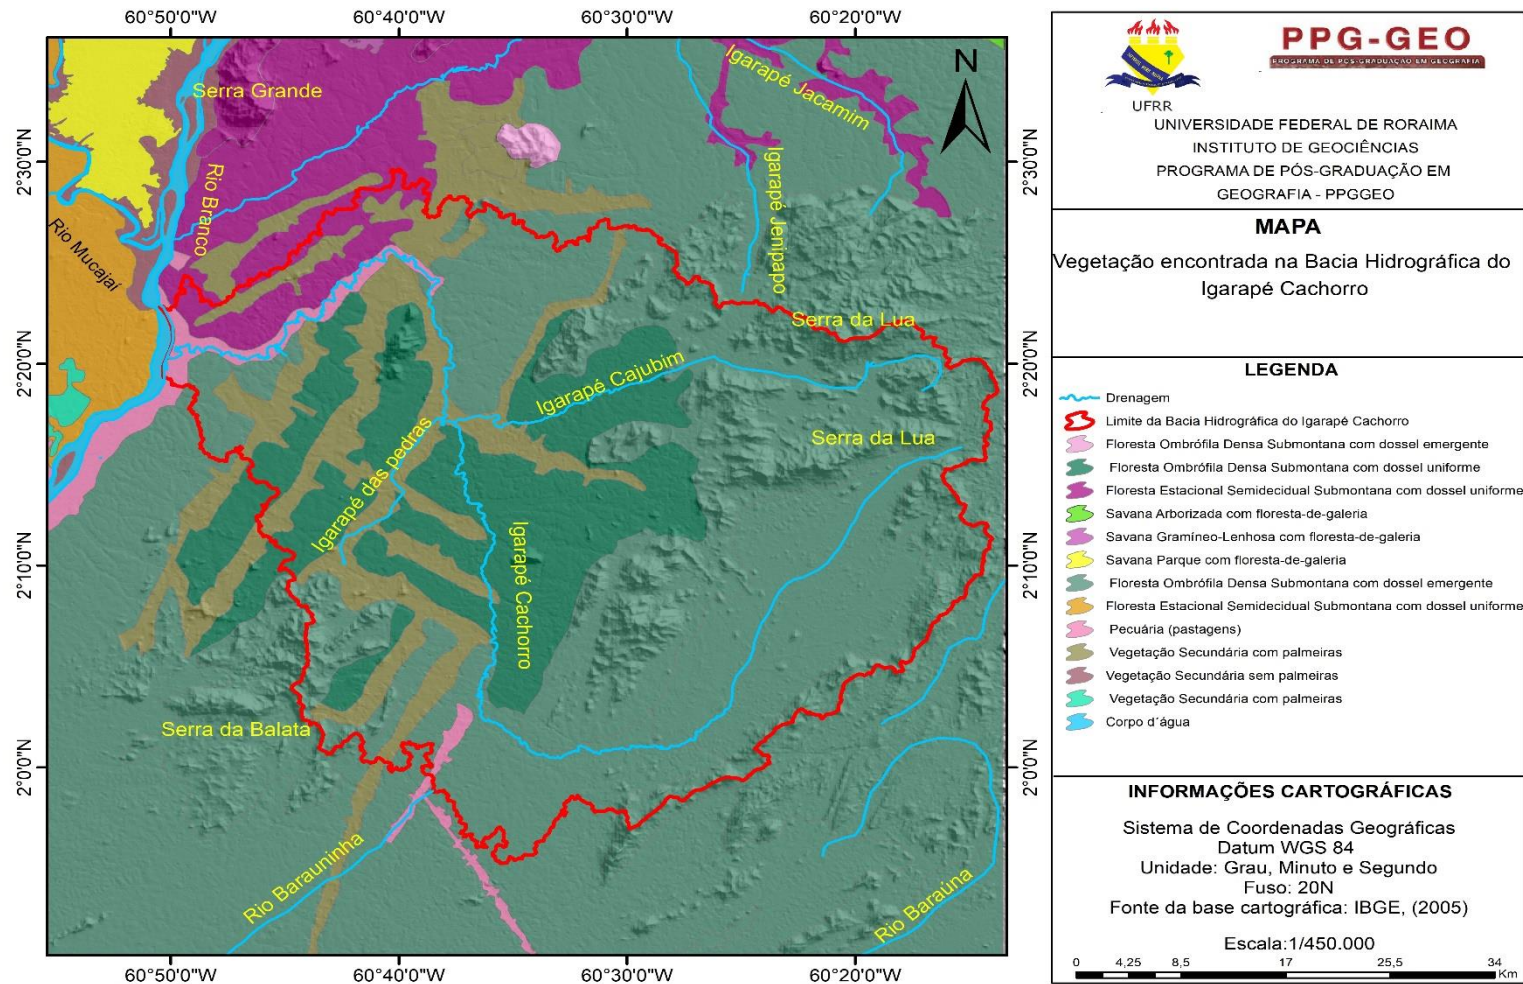 60°50'0"W
60°40'0"W
60°30'0"W
60°20'0"W
2°30'0"N
2°20'0"N
2°10'0"N
2°0'0"N
N
Serra Grande
Igarapé Jacamim
Igarapé Jenipapo
Rio Branco
Rio Mucajaí
Serra da Lua
Igarapé Cajubim
Serra da Lua
Igarapé das pedras
Igarapé Cachorro
Serra da Balata
Rio Barauninha
Rio Baraúna
2°30'0"N
2°20'0"N
2°10'0"N
2°0'0"N
60°50'0"W
60°40'0"W
60°30'0"W
60°20'0"W
UFRR
PPG-GEO
PROGRAMA DE PÓS-GRADUAÇÃO EM GEOGRAFIA
UNIVERSIDADE FEDERAL DE RORAIMA
INSTITUTO DE GEOCIÊNCIAS
PROGRAMA DE PÓS-GRADUAÇÃO EM
GEOGRAFIA - PPGGEO
MAPA
Vegetação encontrada na Bacia Hidrográfica do
Igarapé Cachorro
LEGENDA
Drenagem
Limite da Bacia Hidrográfica do Igarapé Cachorro
Floresta Ombrófila Densa Submontana com dossel emergente
Floresta Ombrófila Densa Submontana com dossel uniforme
Floresta Estacional Semidecidual Submontana com dossel uniforme
Savana Arborizada com floresta-de-galeria
Savana Gramíneo-Lenhosa com floresta-de-galeria
Savana Parque com floresta-de-galeria
Floresta Ombrófila Densa Submontana com dossel emergente
Floresta Estacional Semidecidual Submontana com dossel uniforme
Pecuária (pastagens)
Vegetação Secundária com palmeiras
Vegetação Secundária sem palmeiras
Vegetação Secundária com palmeiras
Corpo d´água
INFORMAÇÕES CARTOGRÁFICAS
Sistema de Coordenadas Geográficas
Datum WGS 84
Unidade: Grau, Minuto e Segundo
Fuso: 20N
Fonte da base cartográfica: IBGE, (2005)
Escala:1/450.000
0 4,25 8,5 17 25,5 34
Km